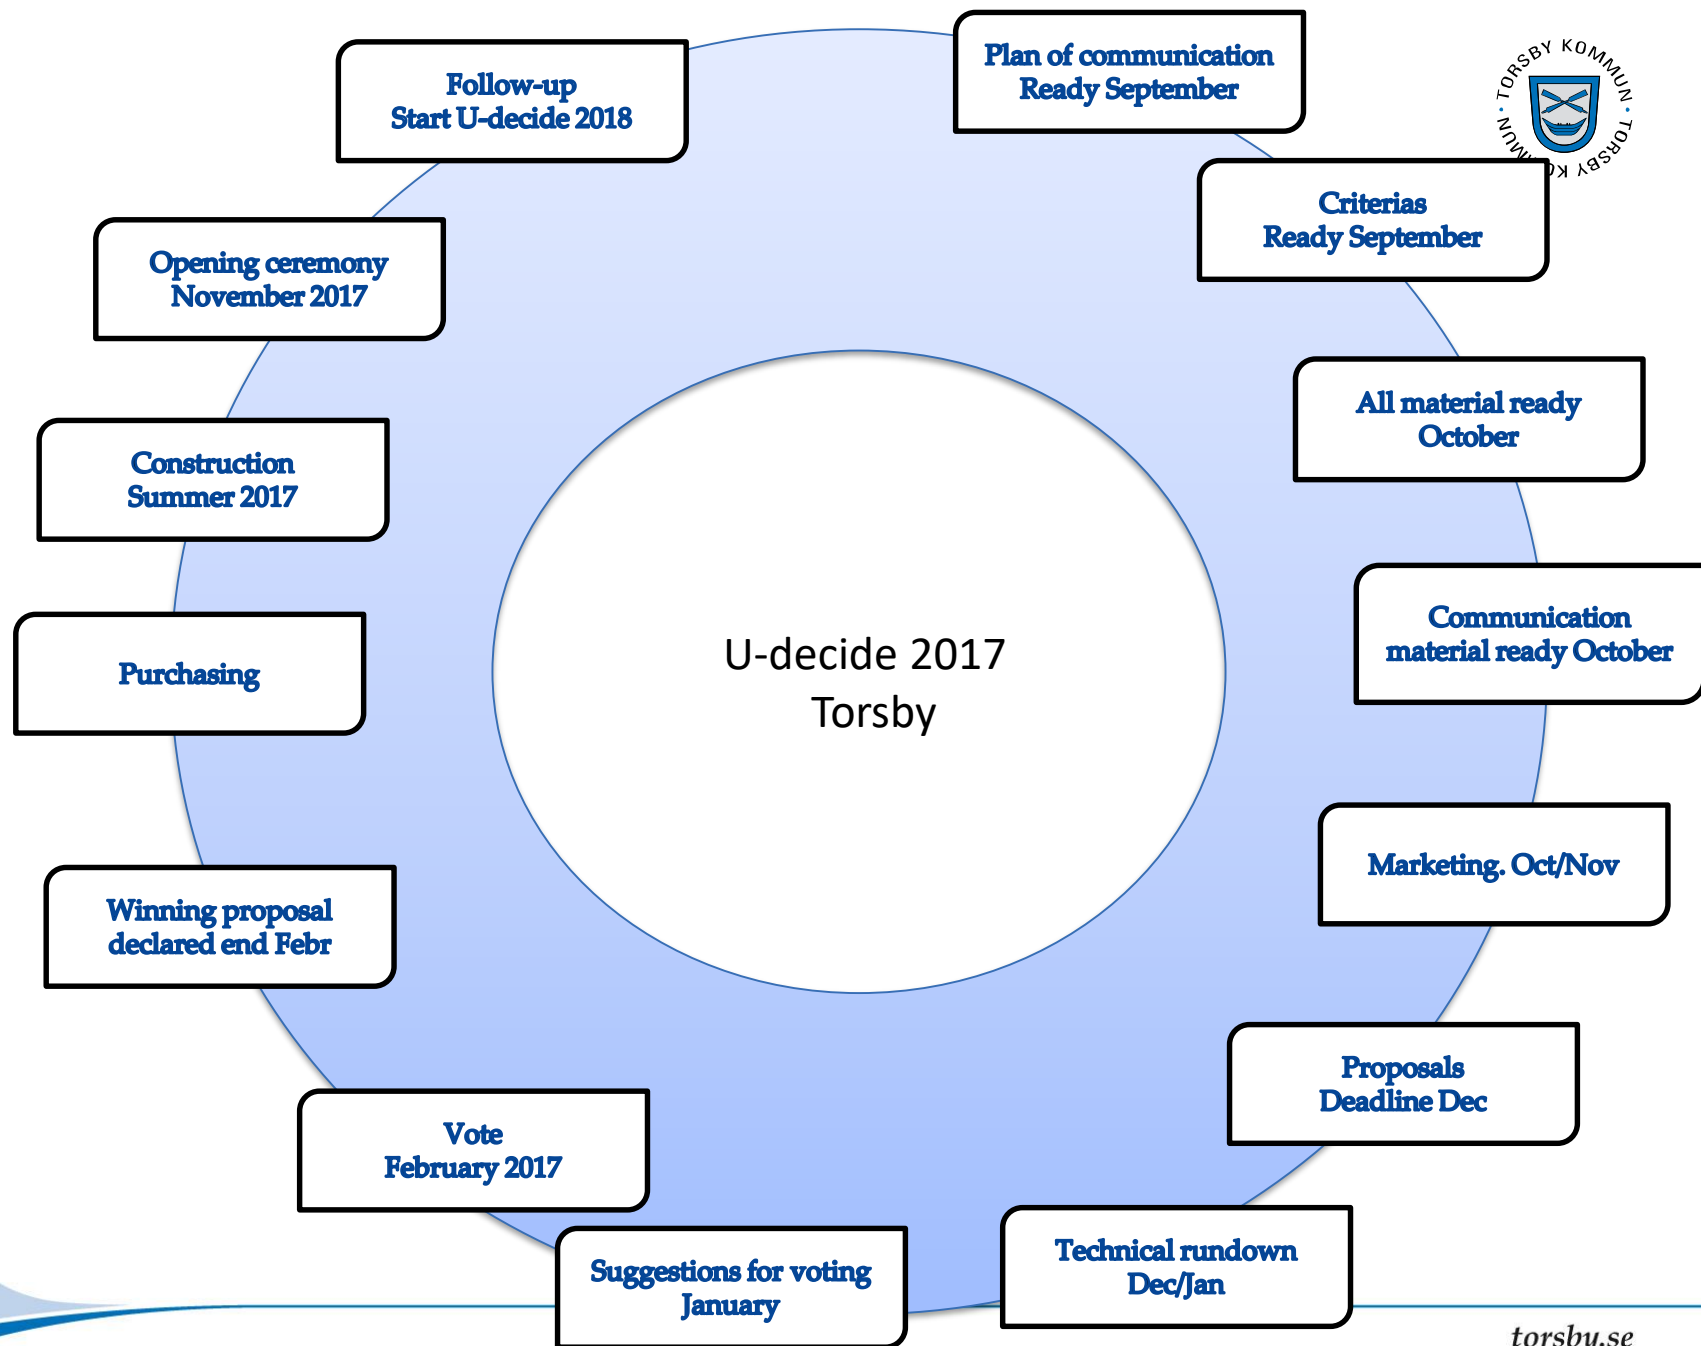 Plan of communication
Ready September
TORSBY KOMMUN · TORSBY KOMMUN ·
Criterias
Ready September
All material ready
October
Communication
material ready October
Marketing. Oct/Nov
Proposals
Deadline Dec
Technical rundown
Dec/Jan
Suggestions for voting
January
Vote
February 2017
Winning proposal
declared end Febr
Purchasing
Construction
Summer 2017
Opening ceremony
November 2017
Follow-up
Start U-decide 2018
U-decide 2017
Torsby
torsby.se